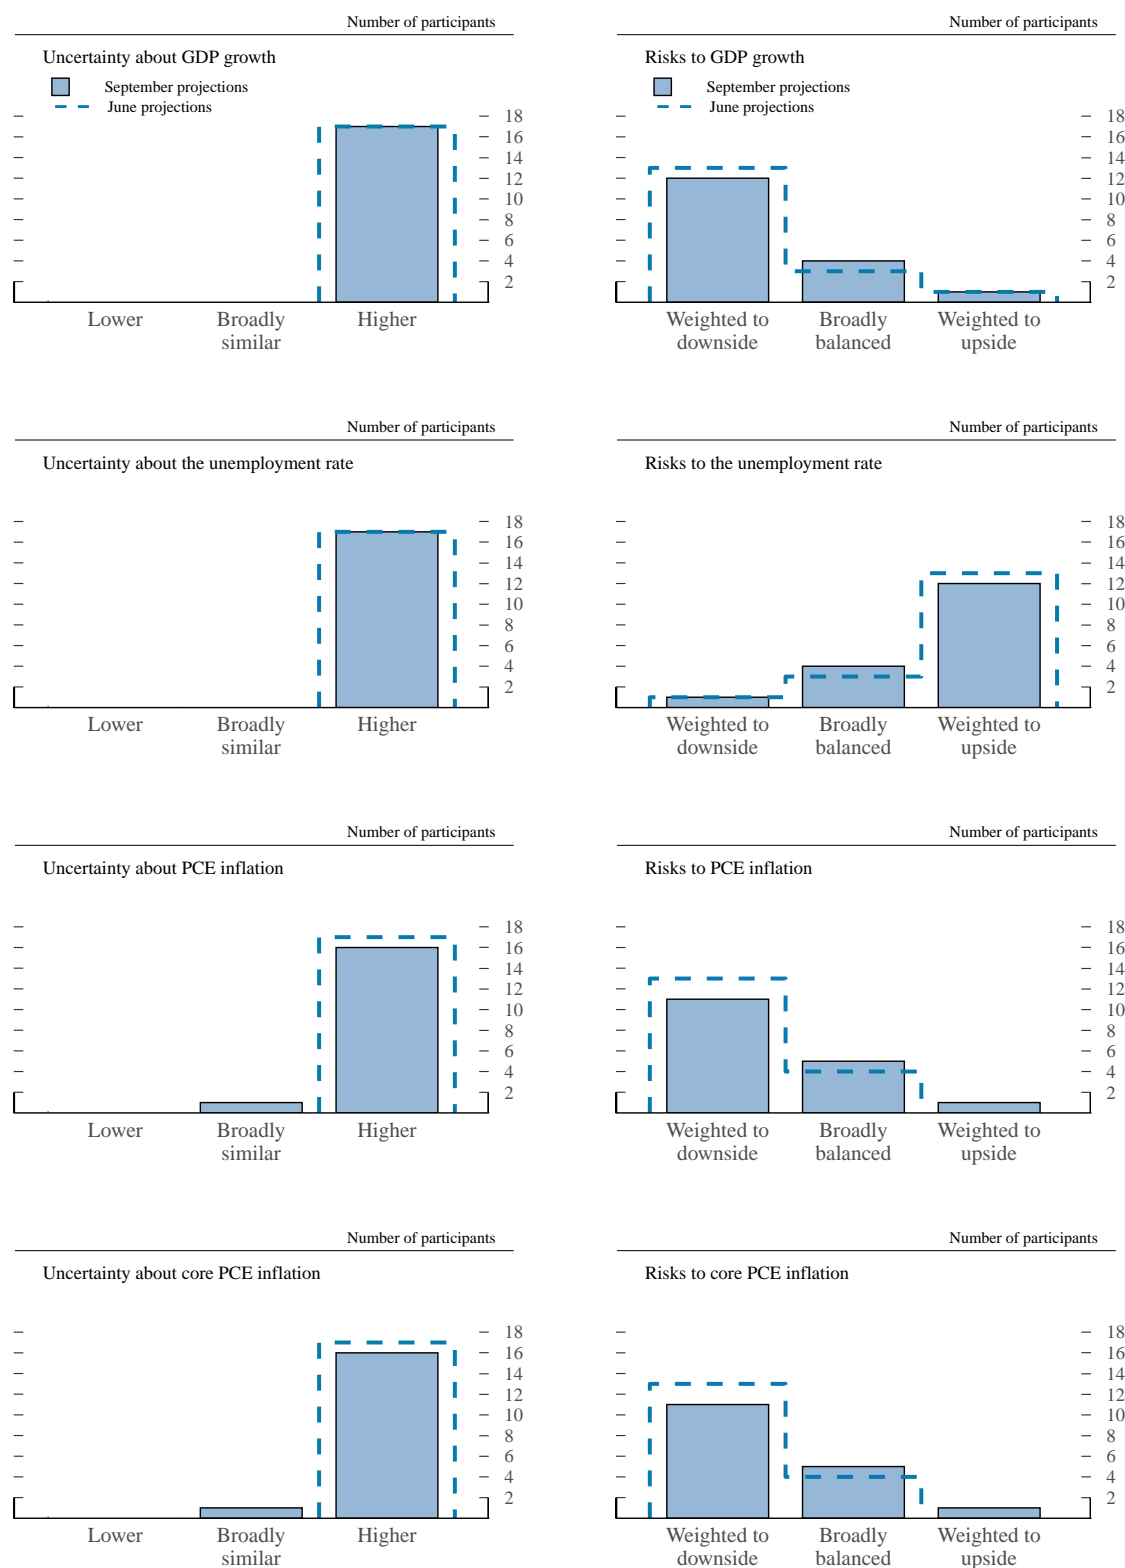 Number of participants
Uncertainty about GDP growth
September projections
June projections
18
16
14
12
10
8
6
4
2
Lower
Broadly
similar
Higher
Number of participants
Risks to GDP growth
September projections
June projections
18
16
14
12
10
8
6
4
2
Weighted to
downside
Broadly
balanced
Weighted to
upside
Number of participants
Uncertainty about the unemployment rate
18
16
14
12
10
8
6
4
2
Lower
Broadly
similar
Higher
Number of participants
Risks to the unemployment rate
18
16
14
12
10
8
6
4
2
Weighted to
downside
Broadly
balanced
Weighted to
upside
Number of participants
Uncertainty about PCE inflation
18
16
14
12
10
8
6
4
2
Lower
Broadly
similar
Higher
Number of participants
Risks to PCE inflation
18
16
14
12
10
8
6
4
2
Weighted to
downside
Broadly
balanced
Weighted to
upside
Number of participants
Uncertainty about core PCE inflation
18
16
14
12
10
8
6
4
2
Lower
Broadly
similar
Higher
Number of participants
Risks to core PCE inflation
18
16
14
12
10
8
6
4
2
Weighted to
downside
Broadly
balanced
Weighted to
upside